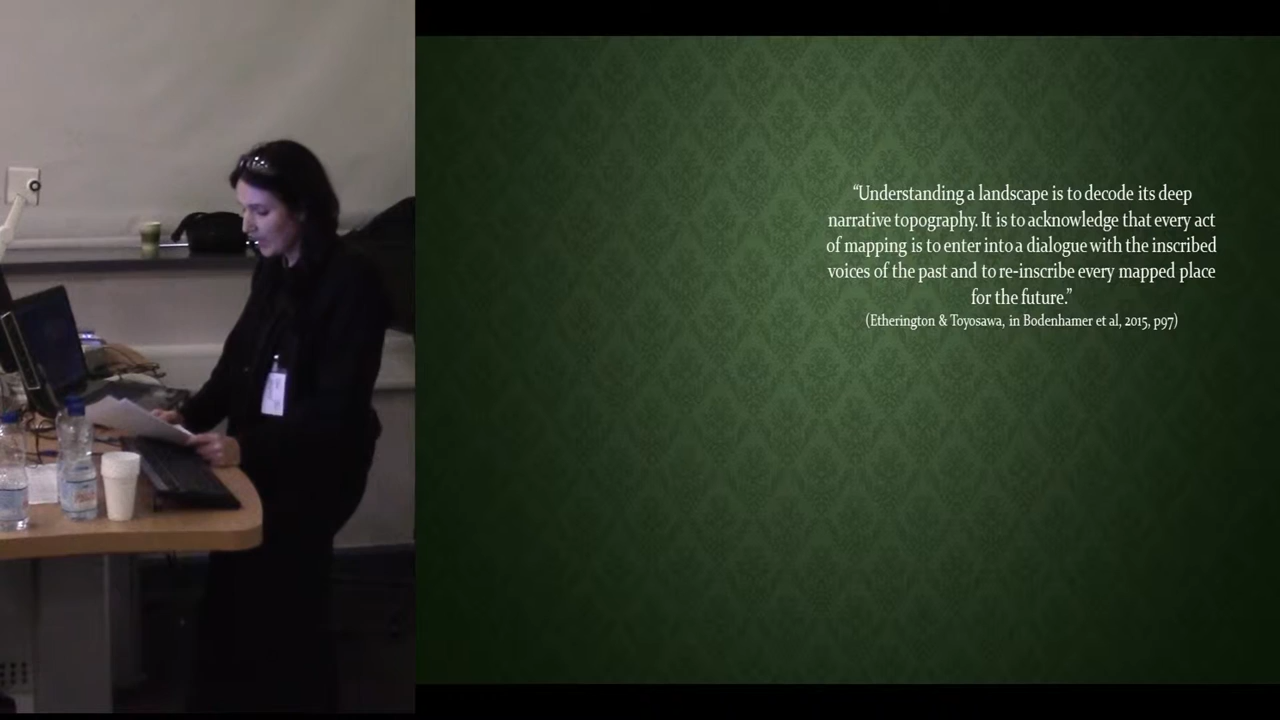 “Understanding a landscape is to decode its deep
narrative topography. It is to acknowledge that every act
of mapping is to enter into a dialogue with the inscribed
voices of the past and to re-inscribe every mapped place
for the future.”
(Etherington & Toyosawa, in Bodenhamer et al, 2015, p97)